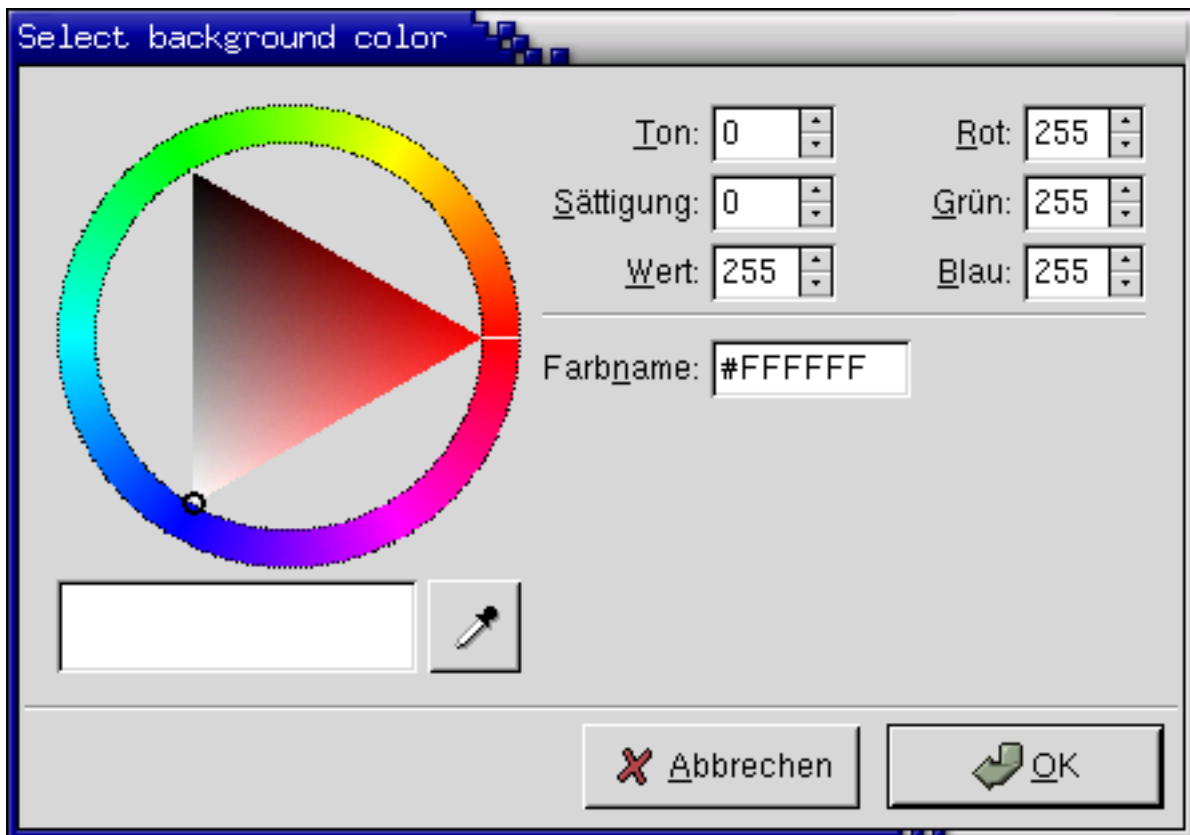 Select background color
Ton: 0 Rot: 255
Sättigung: 0 Grün: 255
Wert: 255 Blau: 255
Farbname: #FFFFFF
Abbrechen OK